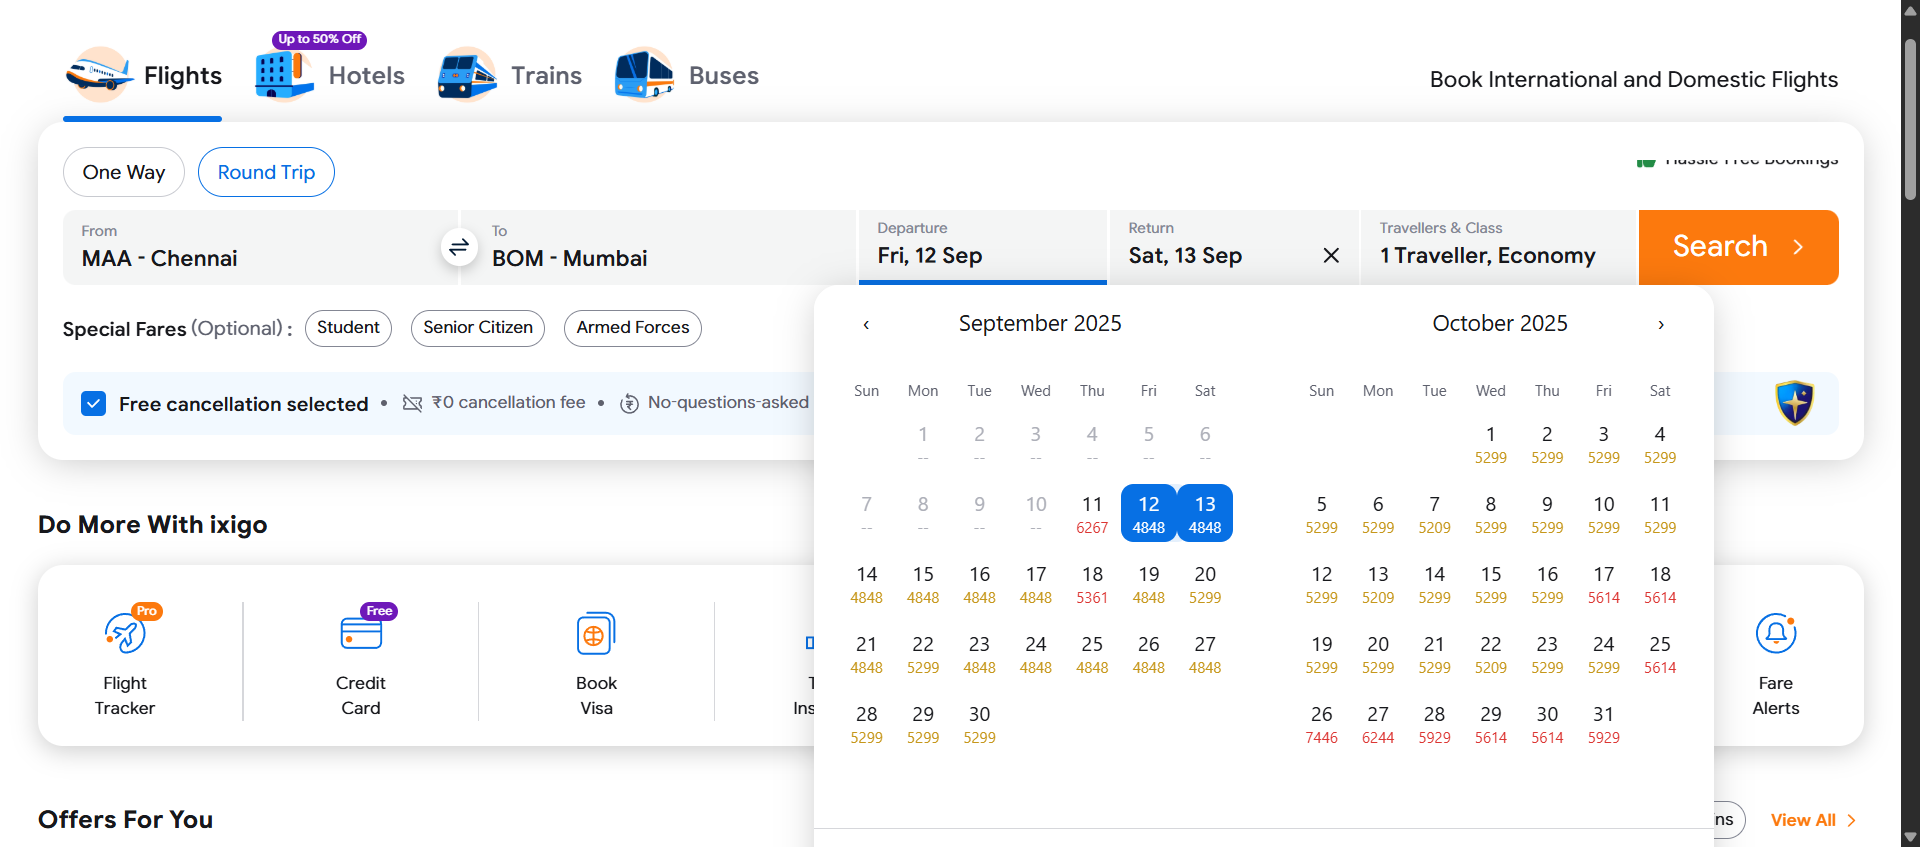 Up to 50% Off
Flights
Hotels
Trains
Buses
Book International and Domestic Flights
One Way
Round Trip
Hassle Free Bookings
From
MAA - Chennai
To
BOM - Mumbai
Departure
Fri, 12 Sep
Return
Sat, 13 Sep
Travellers & Class
1 Traveller, Economy
Search
Special Fares (Optional) :
Student
Senior Citizen
Armed Forces
Free cancellation selected • ₹0 cancellation fee • No-questions-asked
September 2025
Sun Mon Tue Wed Thu Fri Sat
1 2 3 4 5 6
-- -- -- -- -- --
7 8 9 10 11 12 13
-- -- -- -- 6267 4848 4848
14 15 16 17 18 19 20
4848 4848 4848 4848 5361 4848 5299
21 22 23 24 25 26 27
4848 5299 4848 4848 4848 4848 4848
28 29 30
5299 5299 5299
October 2025
Sun Mon Tue Wed Thu Fri Sat
1 2 3 4
5299 5299 5299 5299
5 6 7 8 9 10 11
5299 5299 5209 5299 5299 5299 5299
12 13 14 15 16 17 18
5299 5209 5299 5299 5299 5614 5614
19 20 21 22 23 24 25
5299 5299 5299 5209 5299 5299 5614
26 27 28 29 30 31
7446 6244 5929 5614 5614 5929
Do More With ixigo
Pro
Flight
Tracker
Free
Credit
Card
Book
Visa
T
Ins
Fare
Alerts
Offers For You
ns
View All